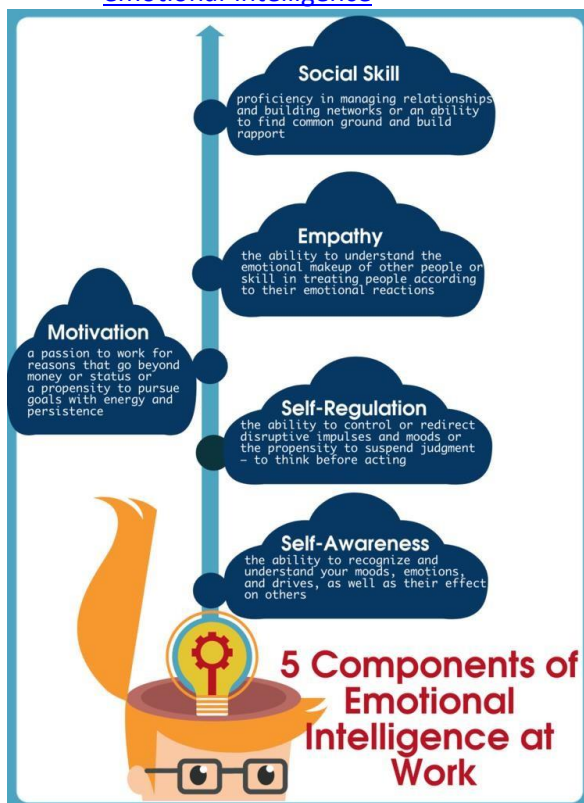 emotional intelligence
Social Skill
proficiency in managing relationships
and building networks or an ability
to find common ground and build
rapport
Empathy
the ability to understand the
emotional makeup of other people or
skill in treating people according
to their emotional reactions
Motivation
a passion to work for
reasons that go beyond
money or status or
a propensity to pursue
goals with energy and
persistence
Self-Regulation
the ability to control or redirect
disruptive impulses and moods or
the propensity to suspend judgment
– to think before acting
Self-Awareness
the ability to recognize and
understand your moods, emotions,
and drives, as well as their effect
on others
5 Components of
Emotional
Intelligence at
Work